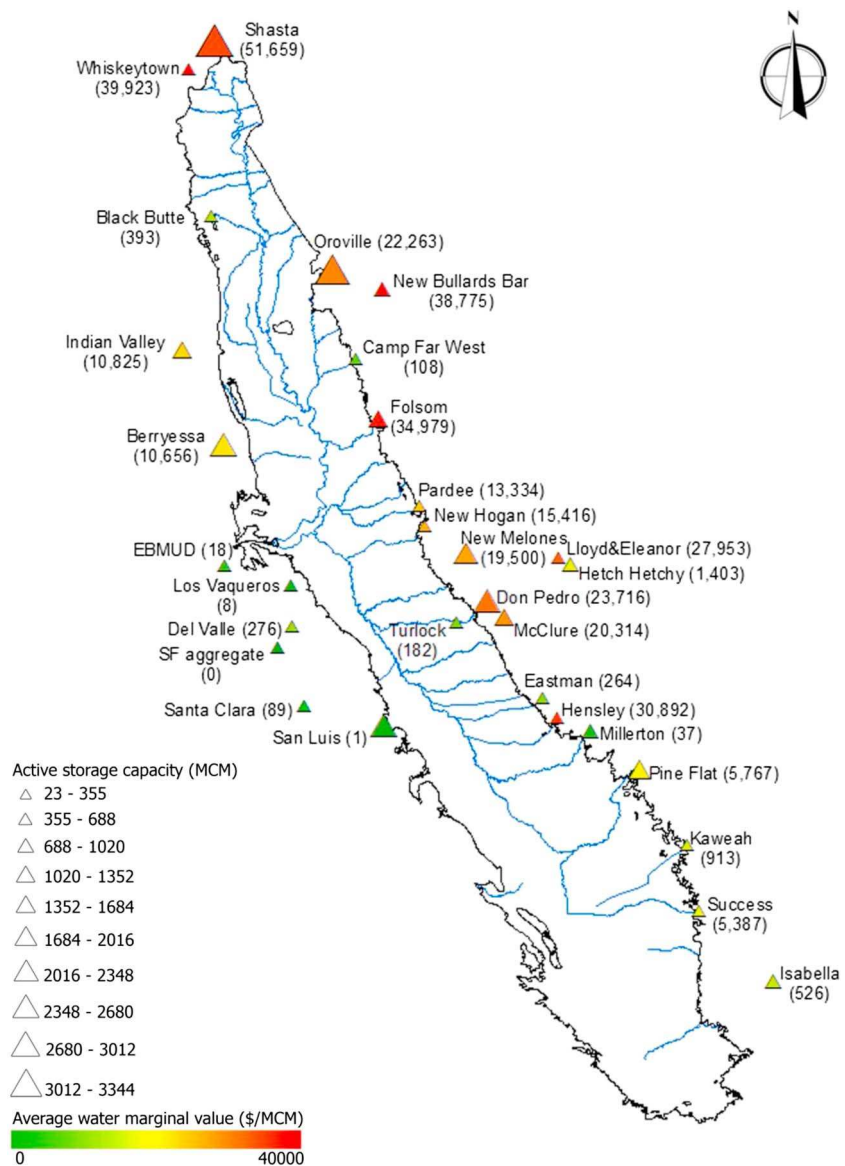 N
Shasta
(51,659)
Whiskeytown
(39,923)
Black Butte
(393)
Oroville (22,263)
New Bullards Bar
(38,775)
Indian Valley
(10,825)
Camp Far West
(108)
Folsom
(34,979)
Berryessa
(10,656)
Pardee (13,334)
New Hogan (15,416)
New Melones
(19,500)
EBMUD (18)
Lloyd&Eleanor (27,953)
Hetch Hetchy (1,403)
Los Vaqueros
(8)
Don Pedro (23,716)
Del Valle (276)
Turlock
(182)
McClure (20,314)
SF aggregate
(0)
Eastman (264)
Santa Clara (89)
Hensley (30,892)
San Luis (1)
Millerton (37)
Pine Flat (5,767)
Kaweah
(913)
Success
(5,387)
Isabella
(526)
Active storage capacity (MCM)
23 - 355
355 - 688
688 - 1020
1020 - 1352
1352 - 1684
1684 - 2016
2016 - 2348
2348 - 2680
2680 - 3012
3012 - 3344
Average water marginal value ($/MCM)
0 40000